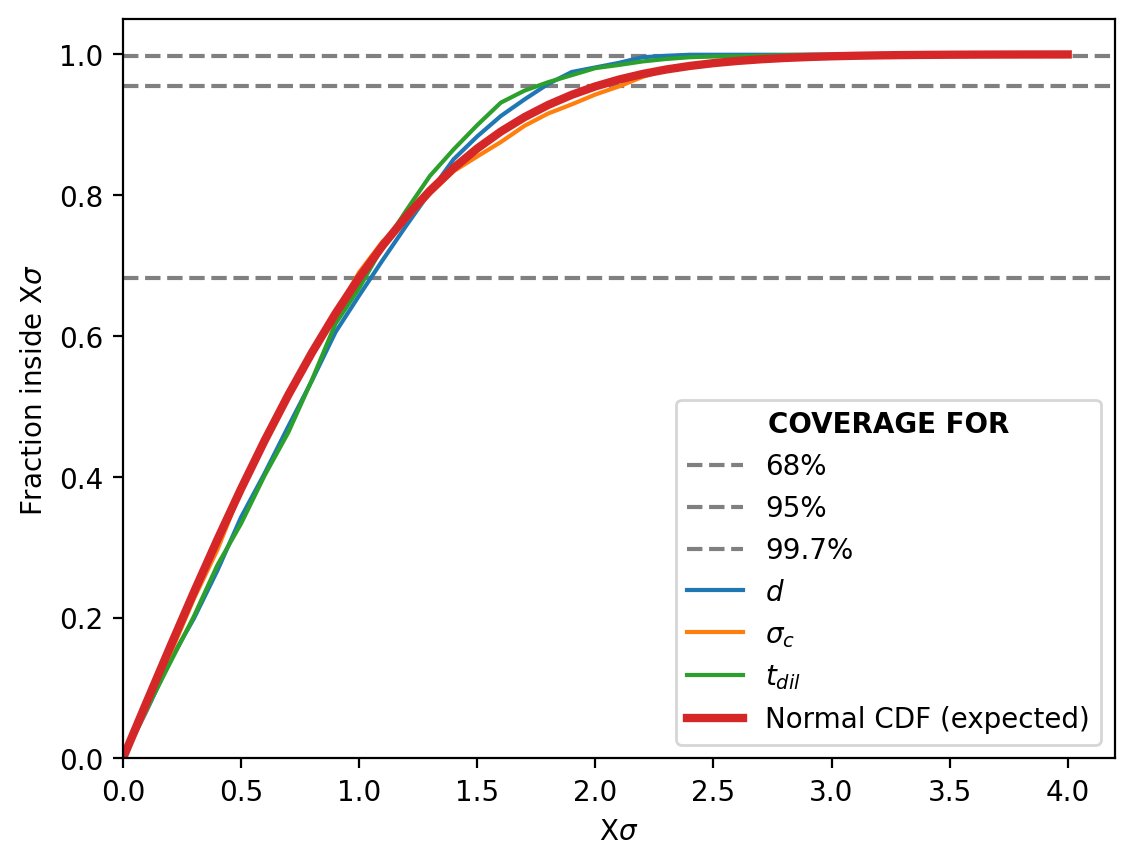 1.0
0.8
0.6
0.4
0.2
0.0
Fraction inside Xσ
0.0 0.5 1.0 1.5 2.0 2.5 3.0 3.5 4.0
Xσ
COVERAGE FOR
68%
95%
99.7%
d
σc
tdil
Normal CDF (expected)